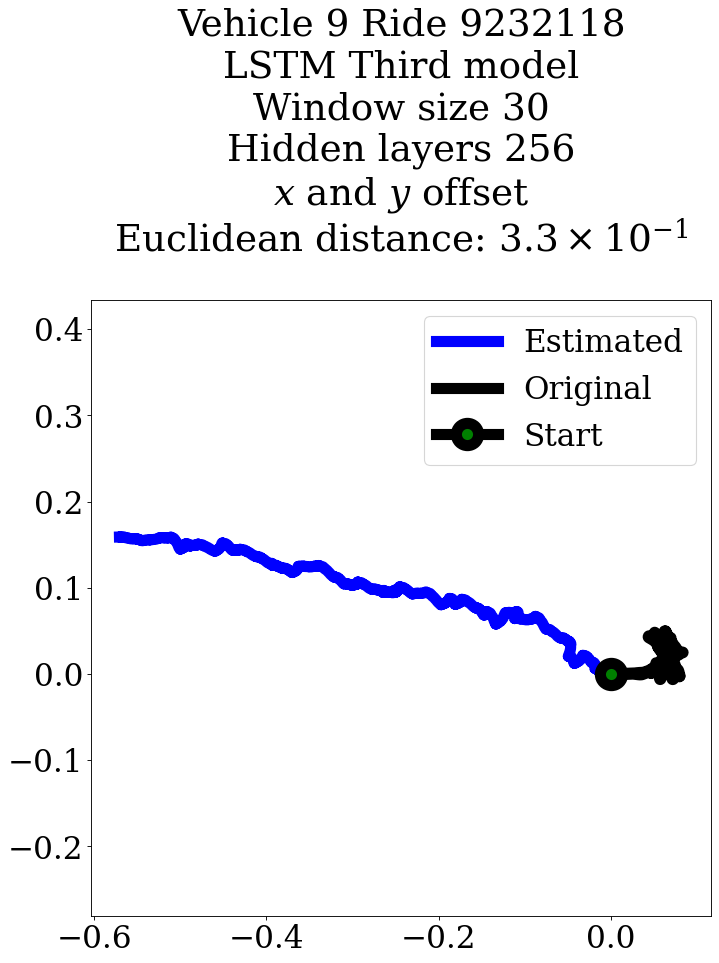 Vehicle 9 Ride 9232118
LSTM Third model
Window size 30
Hidden layers 256
x and y offset
Euclidean distance: 3.3 × 10⁻¹
Estimated
Original
Start
0.4
0.3
0.2
0.1
0.0
−0.1
−0.2
−0.6 −0.4 −0.2 0.0